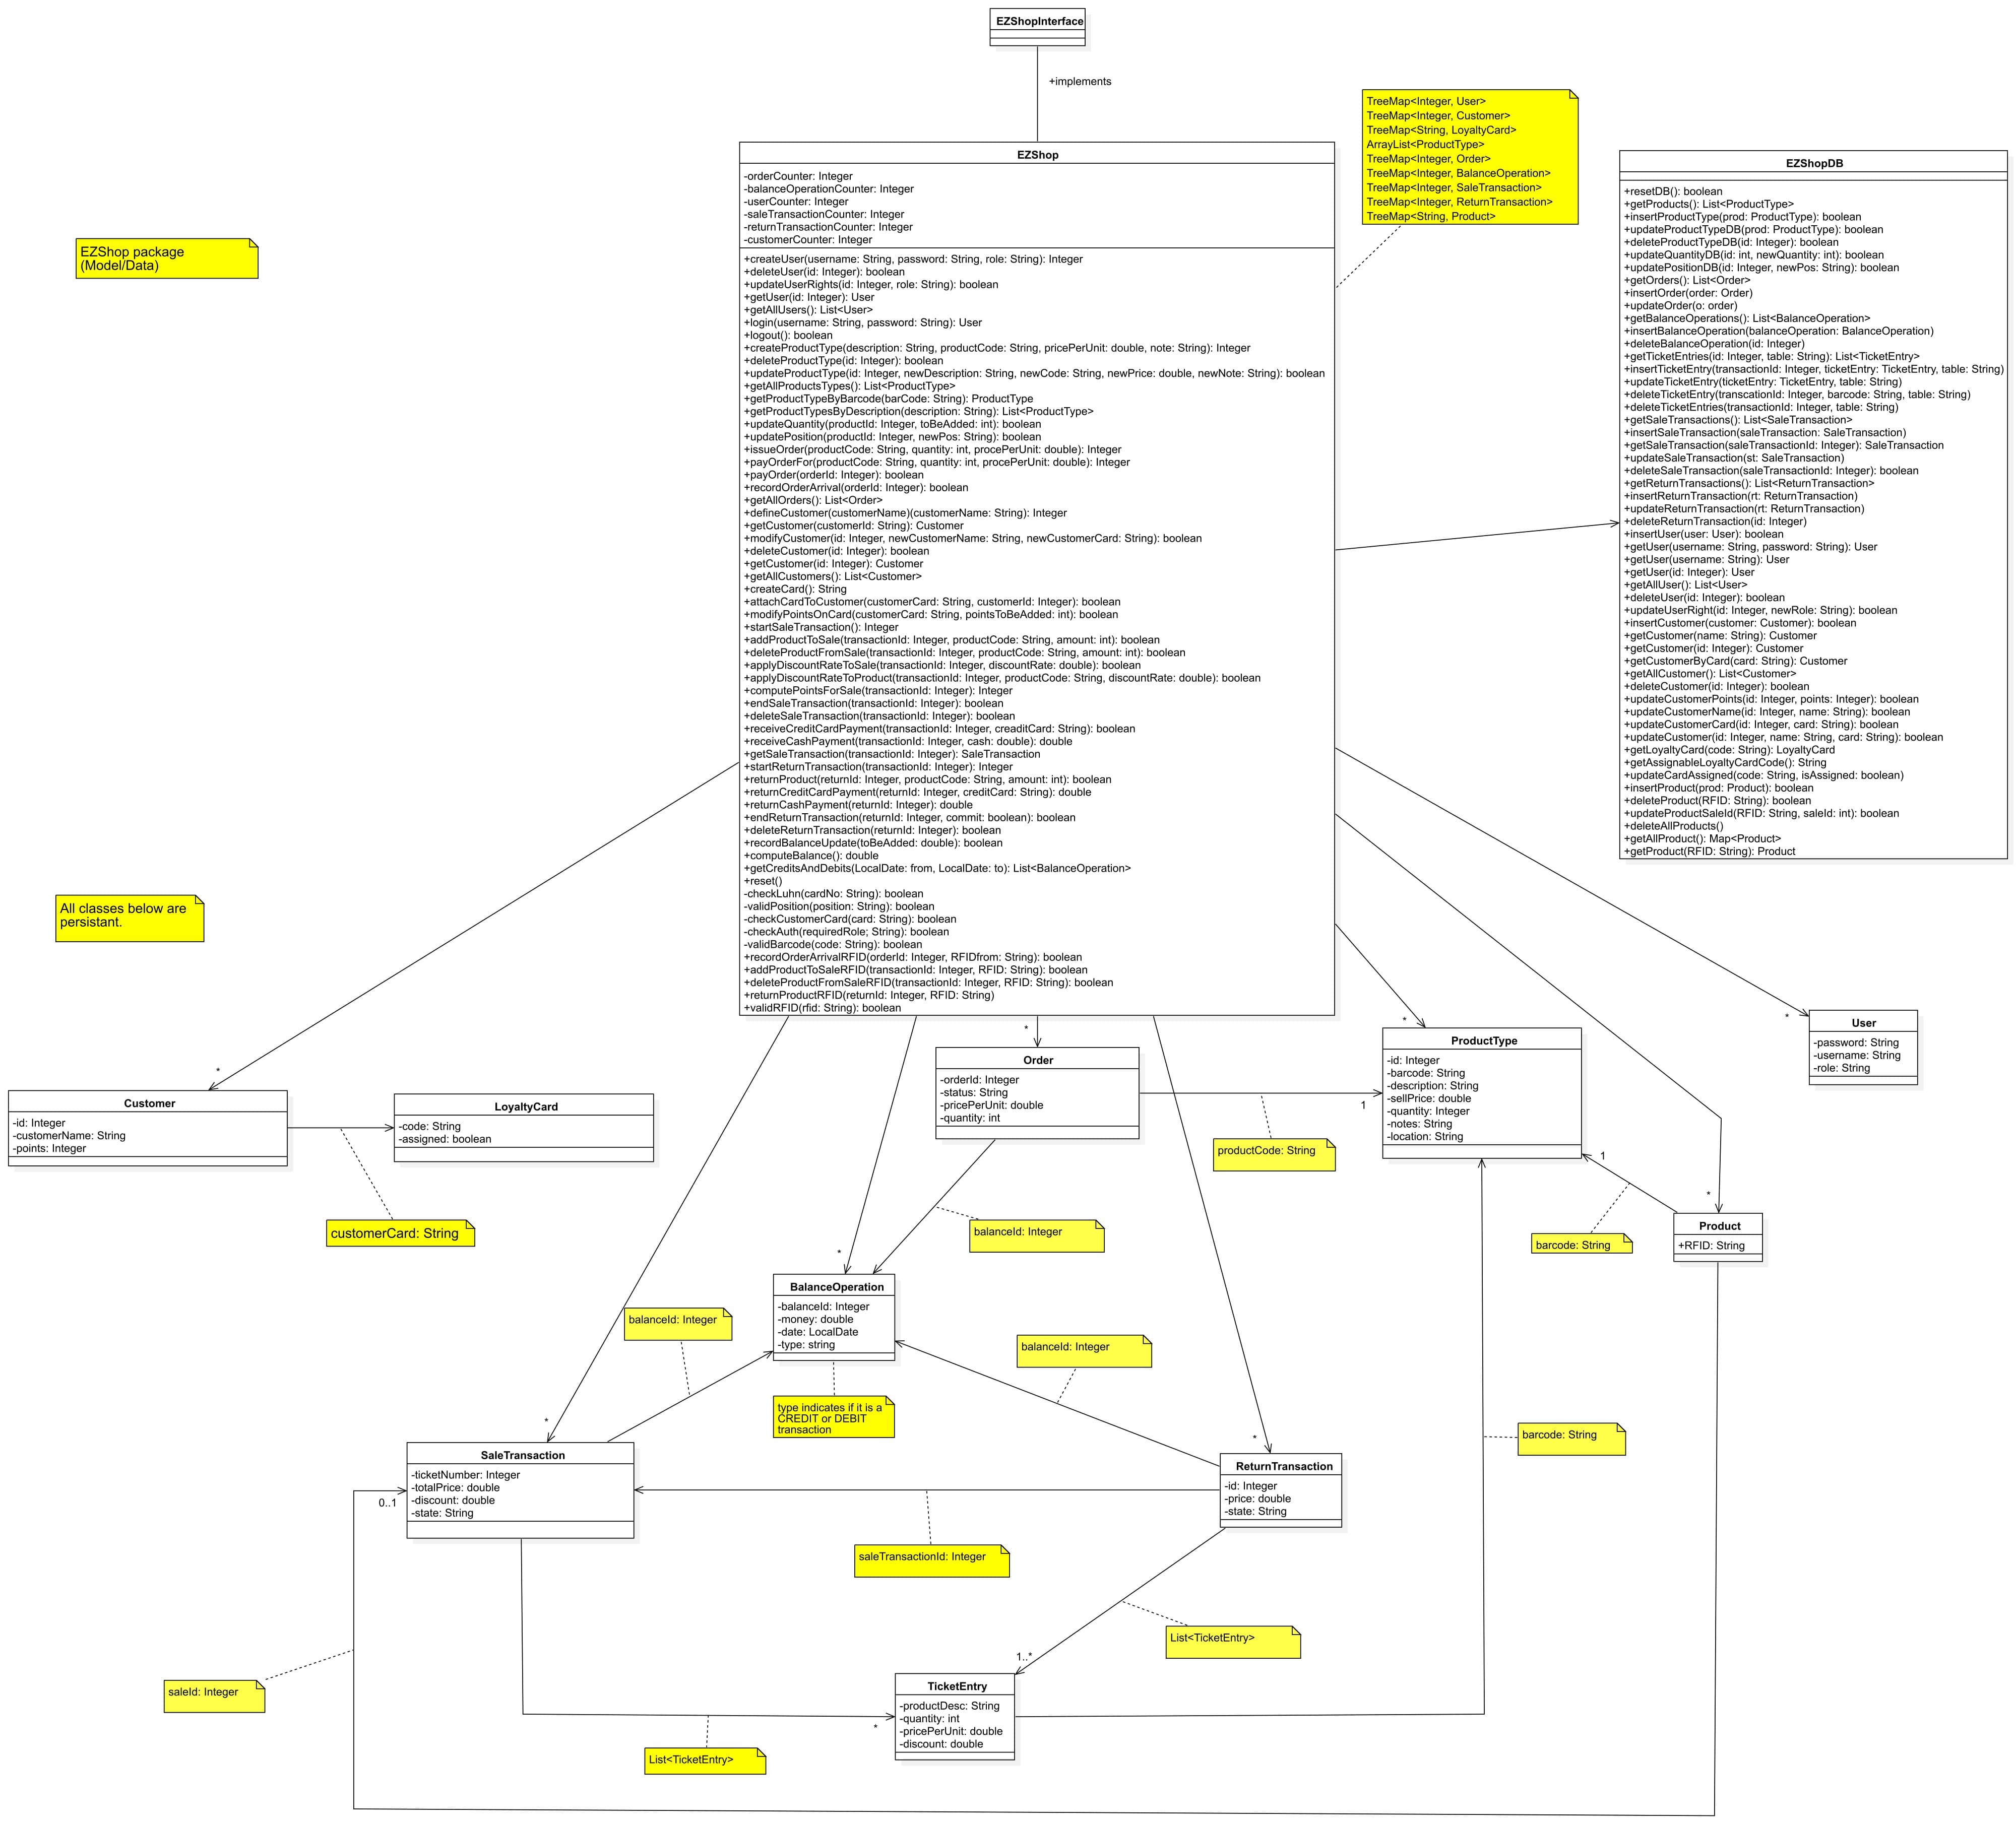 EZShopInterface
+implements
TreeMap<Integer, User>
TreeMap<Integer, Customer>
TreeMap<String, LoyaltyCard>
ArrayList<ProductType>
TreeMap<Integer, Order>
TreeMap<Integer, BalanceOperation>
TreeMap<Integer, SaleTransaction>
TreeMap<Integer, ReturnTransaction>
TreeMap<String, Product>
EZShop package
(Model/Data)
All classes below are
persistant.
EZShop
-orderCounter: Integer
-balanceOperationCounter: Integer
-userCounter: Integer
-saleTransactionCounter: Integer
-returnTransactionCounter: Integer
-customerCounter: Integer
+createUser(username: String, password: String, role: String): Integer
+deleteUser(id: Integer): boolean
+updateUserRights(id: Integer, role: String): boolean
+getUser(id: Integer): User
+getAllUsers(): List<User>
+login(username: String, password: String): User
+logout(): boolean
+createProductType(description: String, productCode: String, pricePerUnit: double, note: String): Integer
+deleteProductType(id: Integer): boolean
+updateProductType(id: Integer, newDescription: String, newCode: String, newPrice: double, newNote: String): boolean
+getAllProductsTypes(): List<ProductType>
+getProductTypeByBarcode(barCode: String): ProductType
+getProductTypesByDescription(description: String): List<ProductType>
+updateQuantity(productId: Integer, toBeAdded: int): boolean
+updatePosition(productId: Integer, newPos: String): boolean
+issueOrder(productCode: String, quantity: int, procePerUnit: double): Integer
+payOrderFor(productCode: String, quantity: int, procePerUnit: double): Integer
+payOrder(orderId: Integer): boolean
+recordOrderArrival(orderId: Integer): boolean
+getAllOrders(): List<Order>
+defineCustomer(customerName)(customerName: String): Integer
+getCustomer(customerId: String): Customer
+modifyCustomer(id: Integer, newCustomerName: String, newCustomerCard: String): boolean
+deleteCustomer(id: Integer): boolean
+getCustomer(id: Integer): Customer
+getAllCustomers(): List<Customer>
+createCard(): String
+attachCardToCustomer(customerCard: String, customerId: Integer): boolean
+modifyPointsOnCard(customerCard: String, pointsToBeAdded: int): boolean
+startSaleTransaction(): Integer
+addProductToSale(transactionId: Integer, productCode: String, amount: int): boolean
+deleteProductFromSale(transactionId: Integer, productCode: String, amount: int): boolean
+applyDiscountRateToSale(transactionId: Integer, discountRate: double): boolean
+applyDiscountRateToProduct(transactionId: Integer, productCode: String, discountRate: double): boolean
+computePointsForSale(transactionId: Integer): Integer
+endSaleTransaction(transactionId: Integer): boolean
+deleteSaleTransaction(transactionId: Integer): boolean
+receiveCreditCardPayment(transactionId: Integer, creaditCard: String): boolean
+receiveCashPayment(transactionId: Integer, cash: double): double
+getSaleTransaction(transactionId: Integer): SaleTransaction
+startReturnTransaction(transactionId: Integer): Integer
+returnProduct(returnId: Integer, productCode: String, amount: int): boolean
+returnCreditCardPayment(returnId: Integer, creditCard: String): double
+returnCashPayment(returnId: Integer): double
+endReturnTransaction(returnId: Integer, commit: boolean): boolean
+deleteReturnTransaction(returnId: Integer): boolean
+recordBalanceUpdate(toBeAdded: double): boolean
+computeBalance(): double
+getCreditsAndDebits(LocalDate: from, LocalDate: to): List<BalanceOperation>
+reset()
-checkLuhn(cardNo: String): boolean
-validPosition(position: String): boolean
-checkCustomerCard(card: String): boolean
-checkAuth(requiredRole; String): boolean
-validBarcode(code: String): boolean
+recordOrderArrivalRFID(orderId: Integer, RFIDfrom: String): boolean
+addProductToSaleRFID(transactionId: Integer, RFID: String): boolean
+deleteProductFromSaleRFID(transactionId: Integer, RFID: String): boolean
+returnProductRFID(returnId: Integer, RFID: String)
+validRFID(rfid: String): boolean
EZShopDB
+resetDB(): boolean
+getProducts(): List<ProductType>
+insertProductType(prod: ProductType): boolean
+updateProductTypeDB(prod: ProductType): boolean
+deleteProductTypeDB(id: Integer): boolean
+updateQuantityDB(id: int, newQuantity: int): boolean
+updatePositionDB(id: Integer, newPos: String): boolean
+getOrders(): List<Order>
+insertOrder(order: Order)
+updateOrder(o: order)
+getBalanceOperations(): List<BalanceOperation>
+insertBalanceOperation(balanceOperation: BalanceOperation)
+deleteBalanceOperation(id: Integer)
+getTicketEntries(id: Integer, table: String): List<TicketEntry>
+insertTicketEntry(transactionId: Integer, ticketEntry: TicketEntry, table: String)
+updateTicketEntry(ticketEntry: TicketEntry, table: String)
+deleteTicketEntry(transcationId: Integer, barcode: String, table: String)
+deleteTicketEntries(transactionId: Integer, table: String)
+getSaleTransactions(): List<SaleTransaction>
+insertSaleTransaction(saleTransaction: SaleTransaction)
+getSaleTransaction(saleTransactionId: Integer): SaleTransaction
+updateSaleTransaction(st: SaleTransaction)
+deleteSaleTransaction(saleTransactionId: Integer): boolean
+getReturnTransactions(): List<ReturnTransaction>
+insertReturnTransaction(rt: ReturnTransaction)
+updateReturnTransaction(rt: ReturnTransaction)
+deleteReturnTransaction(id: Integer)
+insertUser(user: User): boolean
+getUser(username: String, password: String): User
+getUser(username: String): User
+getUser(id: Integer): User
+getAllUser(): List<User>
+deleteUser(id: Integer): boolean
+updateUserRight(id: Integer, newRole: String): boolean
+insertCustomer(customer: Customer): boolean
+getCustomer(name: String): Customer
+getCustomer(id: Integer): Customer
+getCustomerByCard(card: String): Customer
+getAllCustomer(): List<Customer>
+deleteCustomer(id: Integer): boolean
+updateCustomerPoints(id: Integer, points: Integer): boolean
+updateCustomerName(id: Integer, name: String): boolean
+updateCustomerCard(id: Integer, card: String): boolean
+updateCustomer(id: Integer, name: String, card: String): boolean
+getLoyaltyCard(code: String): LoyaltyCard
+getAssignableLoyaltyCardCode(): String
+updateCardAssigned(code: String, isAssigned: boolean)
+insertProduct(prod: Product): boolean
+deleteProduct(RFID: String): boolean
+updateProductSaleId(RFID: String, saleId: int): boolean
+deleteAllProducts()
+getAllProduct(): Map<Product>
+getProduct(RFID: String): Product
*
*
*
*
User
-password: String
-username: String
-role: String
ProductType
-id: Integer
-barcode: String
-description: String
-sellPrice: double
-quantity: Integer
-notes: String
-location: String
Order
-orderId: Integer
-status: String
-pricePerUnit: double
-quantity: int
1
productCode: String
Customer
-id: Integer
-customerName: String
-points: Integer
LoyaltyCard
-code: String
-assigned: boolean
customerCard: String
1
*
Product
+RFID: String
barcode: String
balanceId: Integer
*
BalanceOperation
-balanceId: Integer
-money: double
-date: LocalDate
-type: string
balanceId: Integer
balanceId: Integer
type indicates if it is a
CREDIT or DEBIT
transaction
*
*
barcode: String
SaleTransaction
-ticketNumber: Integer
-totalPrice: double
-discount: double
-state: String
0..1
ReturnTransaction
-id: Integer
-price: double
-state: String
saleTransactionId: Integer
List<TicketEntry>
1..*
saleId: Integer
TicketEntry
-productDesc: String
-quantity: int
-pricePerUnit: double
-discount: double
*
List<TicketEntry>